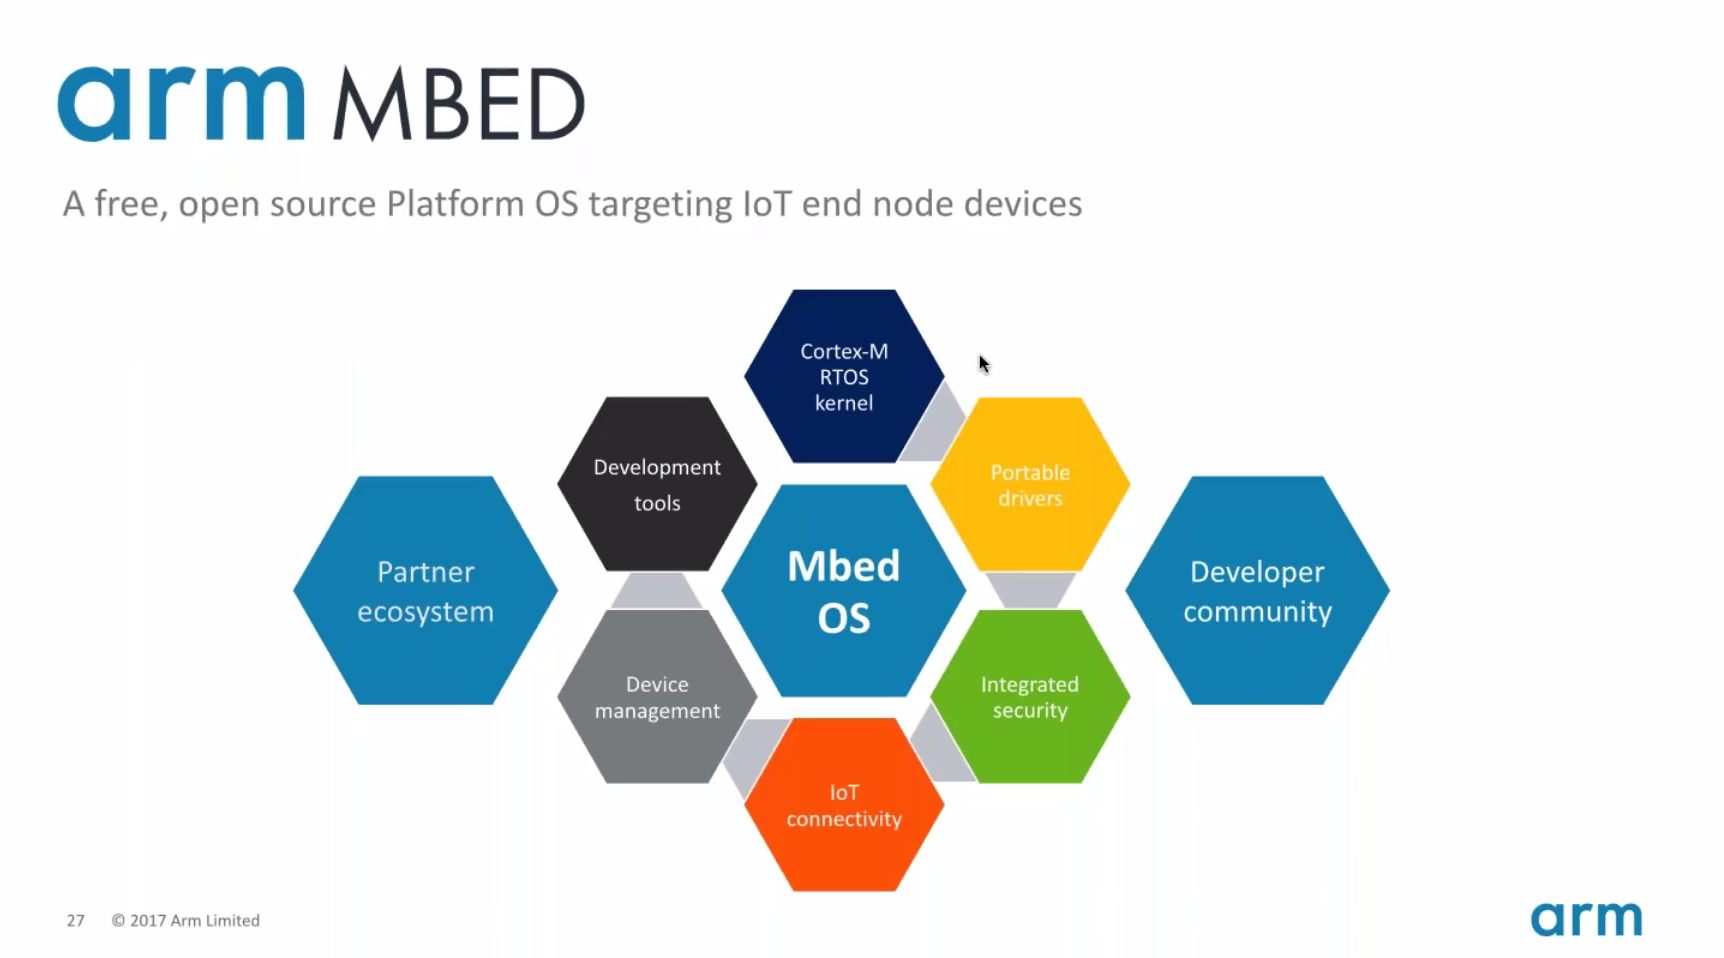 arm MBED
A free, open source Platform OS targeting IoT end node devices
Cortex-M
RTOS
kernel
Development
tools
Portable
drivers
Partner
ecosystem
Mbed
OS
Developer
community
Device
management
Integrated
security
IoT
connectivity
27 © 2017 Arm Limited
arm